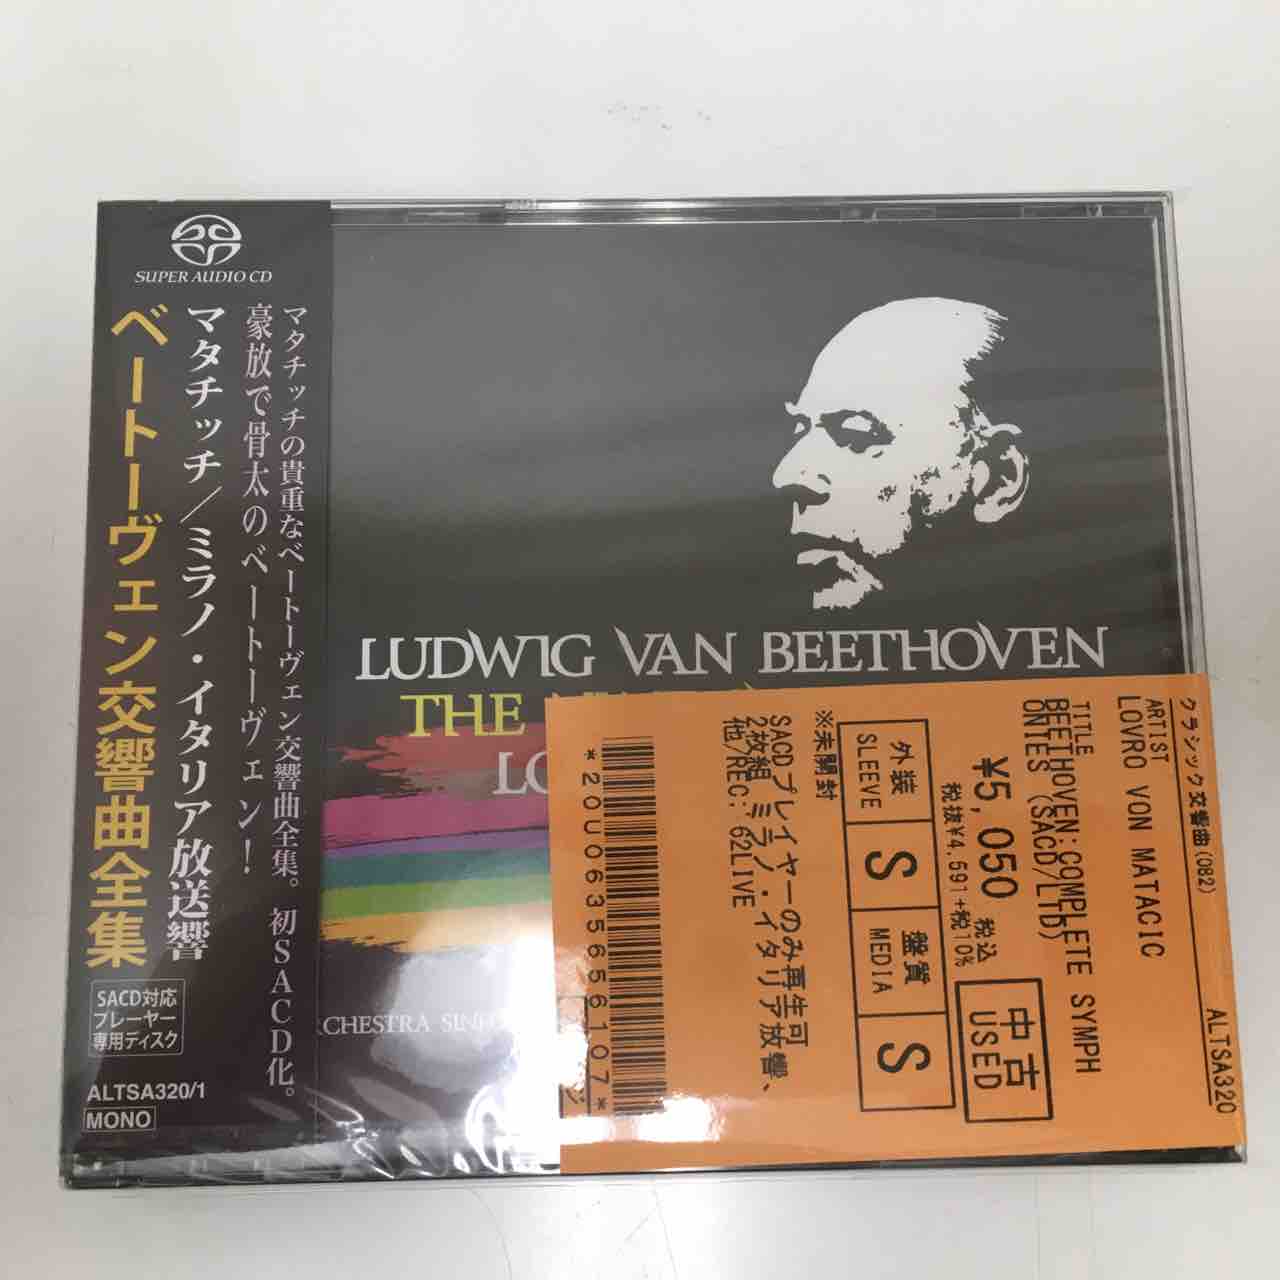 SUPER AUDIO CD
マタチッチの貴重なベートーヴェン交響曲全集。初SACD化。
豪放で骨太のベートーヴェン!
マタチッチ/ミラノ・イタリア放送響
ベートーヴェン交響曲全集
SACD対応
プレーヤー
専用ディスク
ALTSA320/1
MONO
LUDWIG VAN BEETHOVEN
THE
クラシック交響曲(082)
ALTSA320
ARTIST
LOVRO VON MATACIC
TITLE
BEETHOVEN:COMPLETE SYMPH
ONIES (SACD/LTD)
¥5,050 税込
税抜¥4,591+税10%
中古
USED
外装 S 盤質 S
SLEEVE MEDIA
※未開封
SACDプレイヤーのみ再生可
2枚組 ミラノ・イタリア放響、
他/REC:'62LIVE
*20U063565610​7*